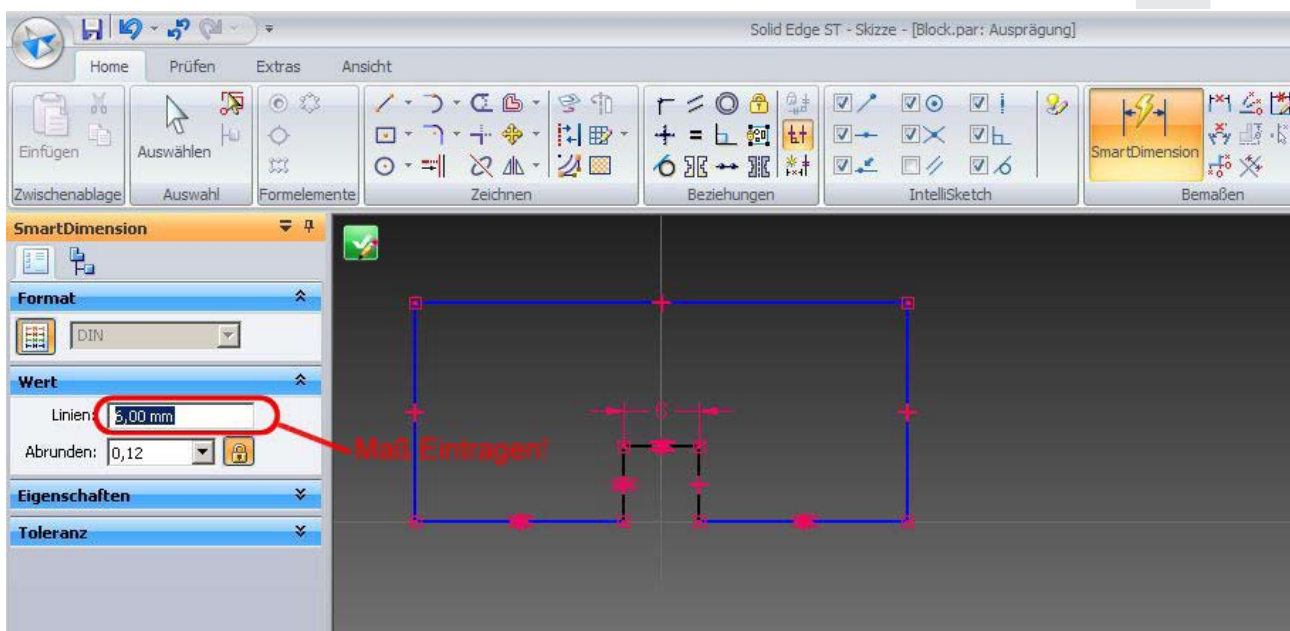 Solid Edge ST - Skizze - [Block.par: Ausprägung]
Home Prüfen Extras Ansicht
Einfügen
Auswählen
SmartDimension
Zwischenablage Auswahl Formelemente Zeichnen Beziehungen IntelliSketch Bemaßen
SmartDimension
Format
DIN
Wert
Linien: 6,00 mm
Maß Eintragen!
Abrunden: 0,12
Eigenschaften
Toleranz
6